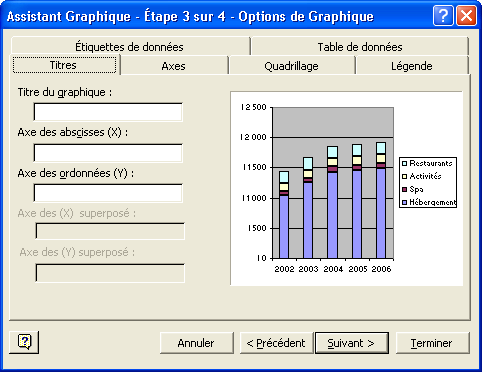 Assistant Graphique - Étape 3 sur 4 - Options de Graphique
Étiquettes de données
Table de données
Titres
Axes
Quadrillage
Légende
Titre du graphique :
Axe des abscisses (X) :
Axe des ordonnées (Y) :
Axe des (X) superposé :
Axe des (Y) superposé :
12 500
12 000
11 500
11 000
10
2002 2003 2004 2005 2006
Restaurants
Activités
Spa
Hébergement
Annuler
< Précédent
Suivant >
Terminer